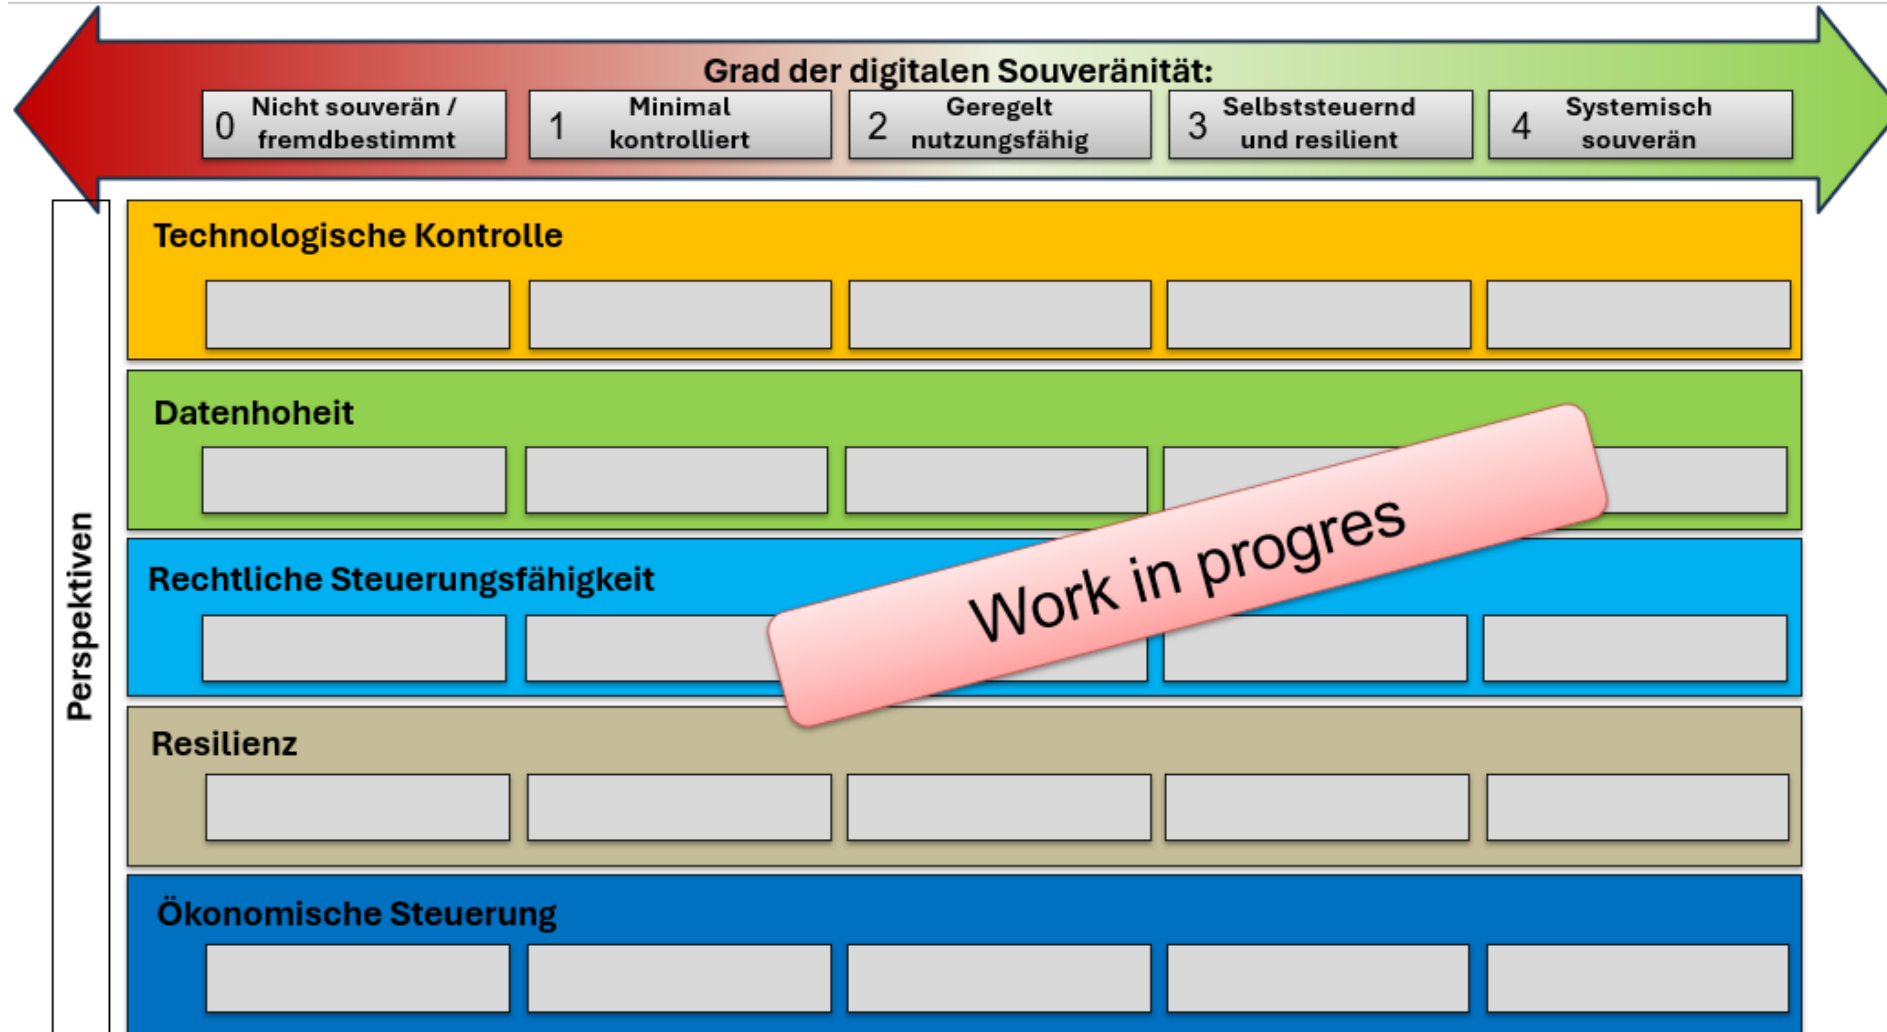 Grad der digitalen Souveränität:
0 Nicht souverän /
fremdbestimmt
1 Minimal
kontrolliert
2 Geregelt
nutzungsfähig
3 Selbststeuernd
und resilient
4 Systemisch
souverän
Perspektiven
Technologische Kontrolle
Datenhoheit
Rechtliche Steuerungsfähigkeit
Work in progres
Resilienz
Ökonomische Steuerung